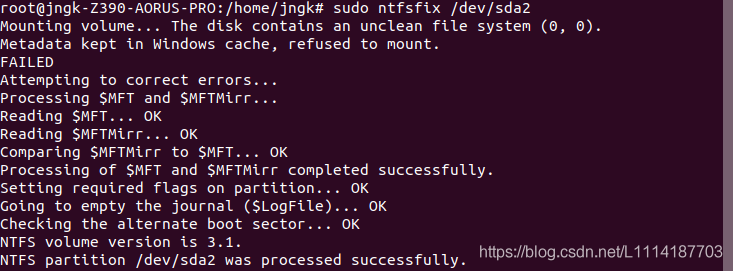 root@jngk-Z390-AORUS-PRO:/home/jngk# sudo ntfsfix /dev/sda2
Mounting volume... The disk contains an unclean file system (0, 0).
Metadata kept in Windows cache, refused to mount.
FAILED
Attempting to correct errors...
Processing $MFT and $MFTMirr...
Reading $MFT... OK
Reading $MFTMirr... OK
Comparing $MFTMirr to $MFT... OK
Processing of $MFT and $MFTMirr completed successfully.
Setting required flags on partition... OK
Going to empty the journal ($LogFile)... OK
Checking the alternate boot sector... OK
NTFS volume version is 3.1.
NTFS partition /dev/sda2 was processed successfully.
https://blog.csdn.net/L1114187703